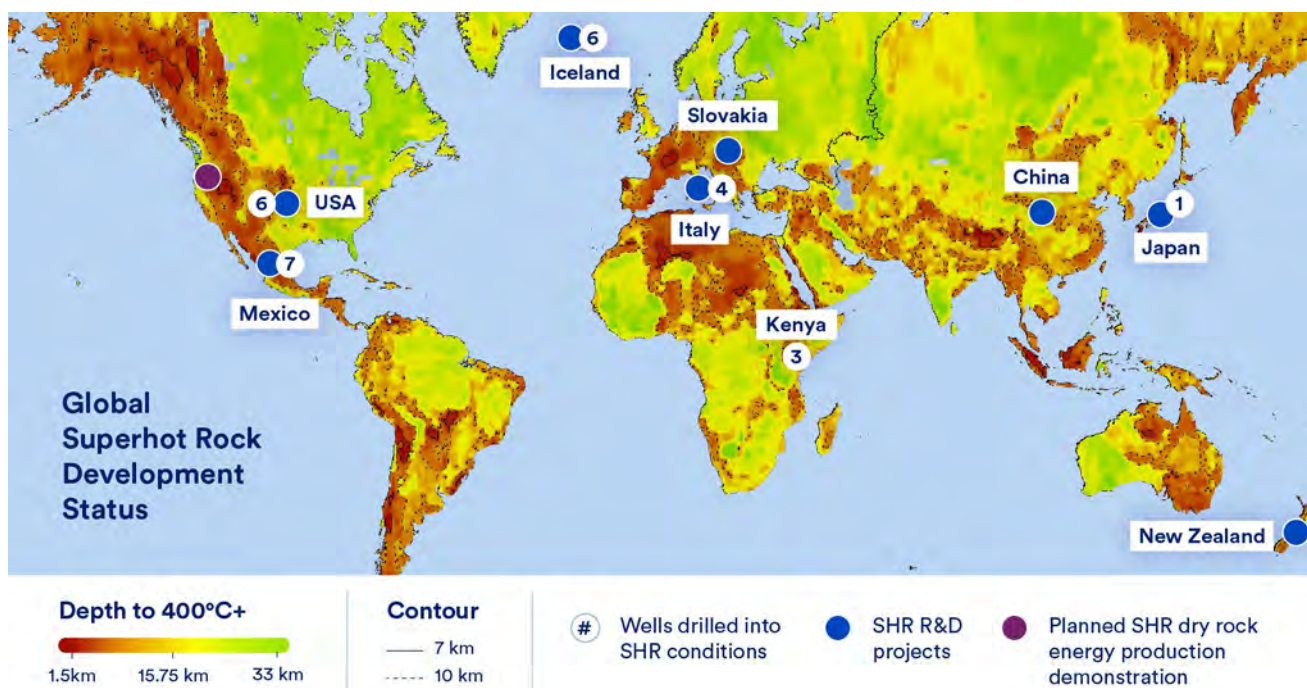 6
Iceland
Slovakia
4
Italy
China
1
Japan
6
USA
7
Mexico
Kenya
3
New Zealand
Global
Superhot Rock
Development
Status
Depth to 400°C+
1.5km 15.75 km 33 km
Contour
7 km
10 km
#
Wells drilled into
SHR conditions
SHR R&D
projects
Planned SHR dry rock
energy production
demonstration